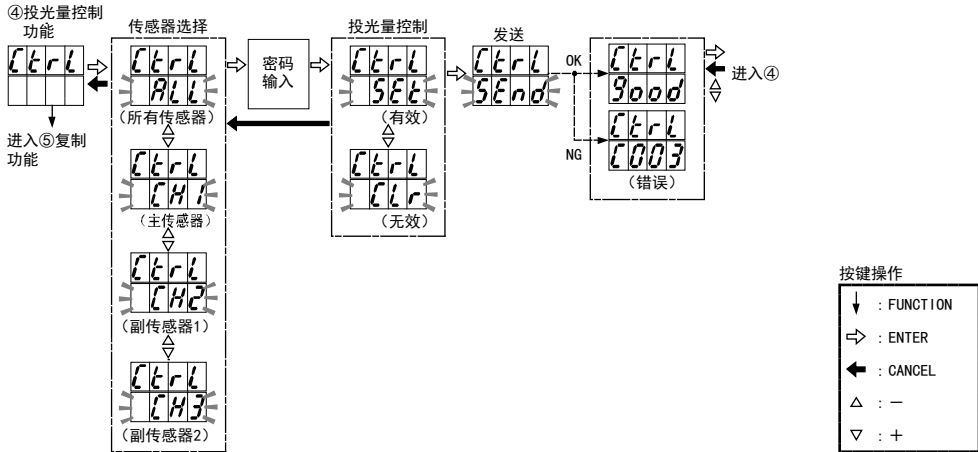 ④投光量控制
功能
CtrL
进入⑤复制
功能
传感器选择
CtrL
ALL
(所有传感器)
CtrL
CH1
(主传感器)
CtrL
CH2
(副传感器1)
CtrL
CH3
(副传感器2)
密码
输入
投光量控制
CtrL
SEt
(有效)
CtrL
CLr
(无效)
发送
CtrL
SEnd
OK
NG
CtrL
9ood
CtrL
C003
(错误)
进入④
按键操作
: FUNCTION
: ENTER
: CANCEL
△ : －
▽ : ＋